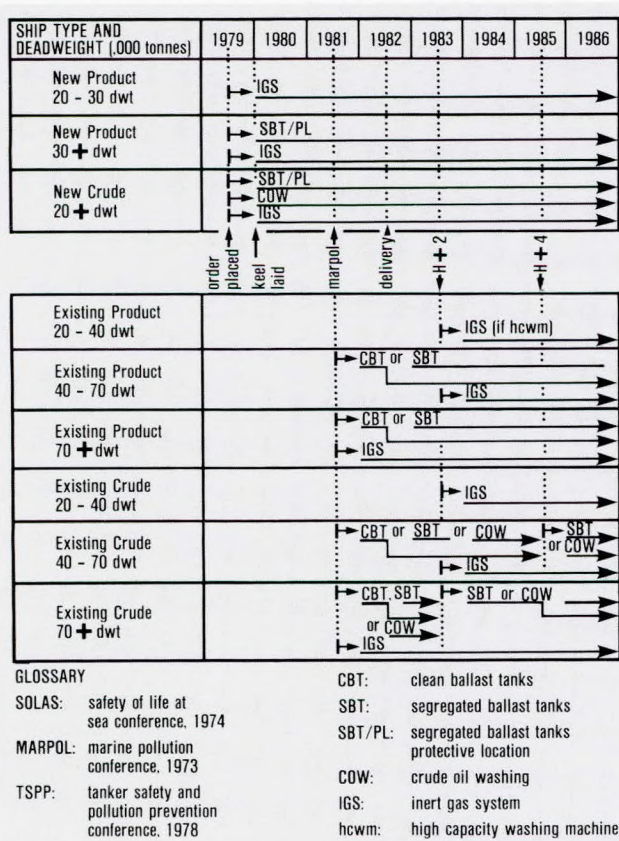 SHIP TYPE AND
DEADWEIGHT (,000 tonnes)
1979 1980 1981 1982 1983 1984 1985 1986
New Product
20 - 30 dwt
IGS
New Product
30 + dwt
SBT/PL
IGS
New Crude
20 + dwt
SBT/PL
COW
IGS
order
placed
keel
laid
marpol
delivery
H + 2
H + 4
Existing Product
20 - 40 dwt
IGS (if hcwm)
Existing Product
40 - 70 dwt
CBT or SBT
IGS
Existing Product
70 + dwt
CBT or SBT
IGS
Existing Crude
20 - 40 dwt
IGS
Existing Crude
40 - 70 dwt
CBT or SBT or COW
SBT
or COW
IGS
Existing Crude
70 + dwt
CBT, SBT
or COW
SBT or COW
IGS
GLOSSARY
SOLAS: safety of life at
sea conference, 1974
MARPOL: marine pollution
conference, 1973
TSPP: tanker safety and
pollution prevention
conference, 1978
CBT: clean ballast tanks
SBT: segregated ballast tanks
SBT/PL: segregated ballast tanks
protective location
COW: crude oil washing
IGS: inert gas system
hcwm: high capacity washing machine